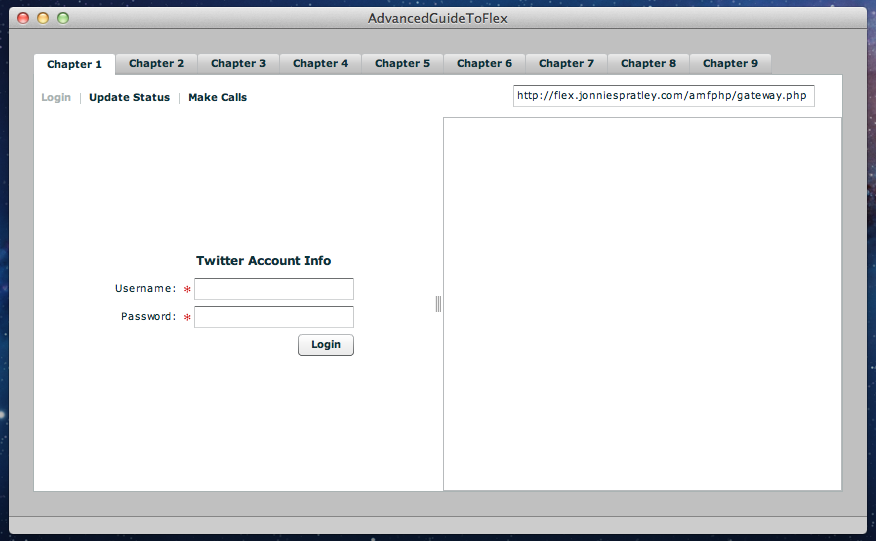 AdvancedGuideToFlex
Chapter 1 Chapter 2 Chapter 3 Chapter 4 Chapter 5 Chapter 6 Chapter 7 Chapter 8 Chapter 9
Login | Update Status | Make Calls http://flex.jonniespratley.com/amfphp/gateway.php
Twitter Account Info
Username: *
Password: *
Login